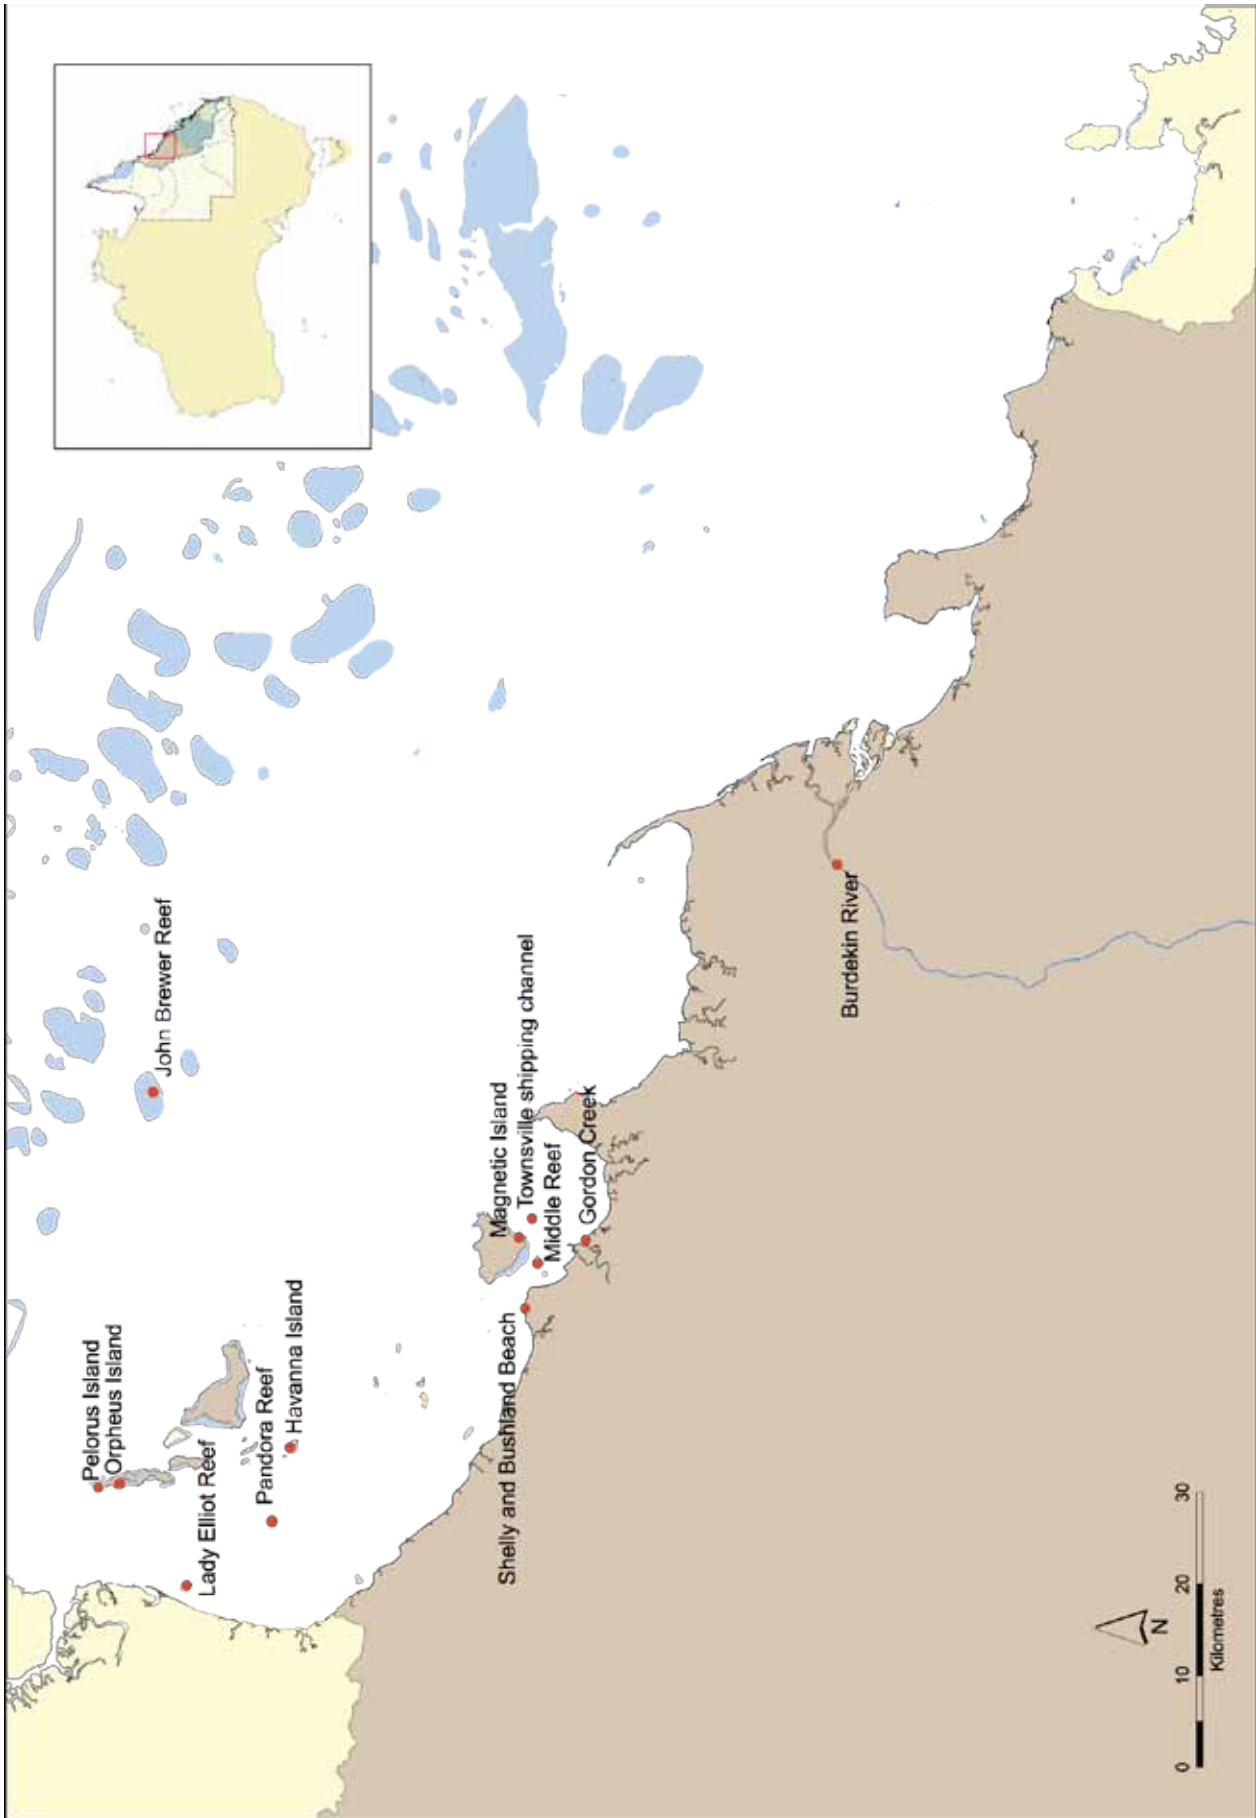 Pelorus Island
Orpheus Island
Lady Elliot Reef
Pandora Reef
Havanna Island
John Brewer Reef
Magnetic Island
Townsville shipping channel
Middle Reef
Gordon Creek
Shelly and Bushland Beach
Burdekin River
N
0 10 20 30
Kilometres